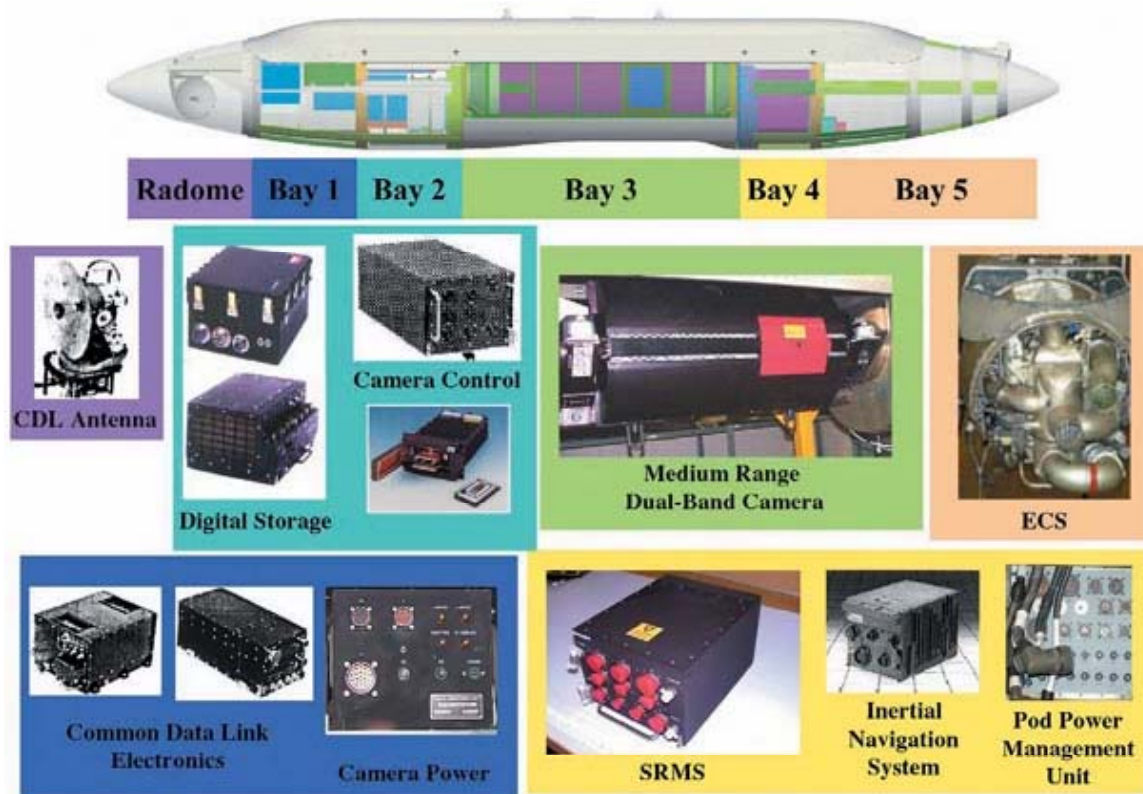 Radome
Bay 1
Bay 2
Bay 3
Bay 4
Bay 5
CDL Antenna
Digital Storage
Camera Control
Medium Range
Dual-Band Camera
ECS
Common Data Link
Electronics
Camera Power
SRMS
Inertial
Navigation
System
Pod Power
Management
Unit